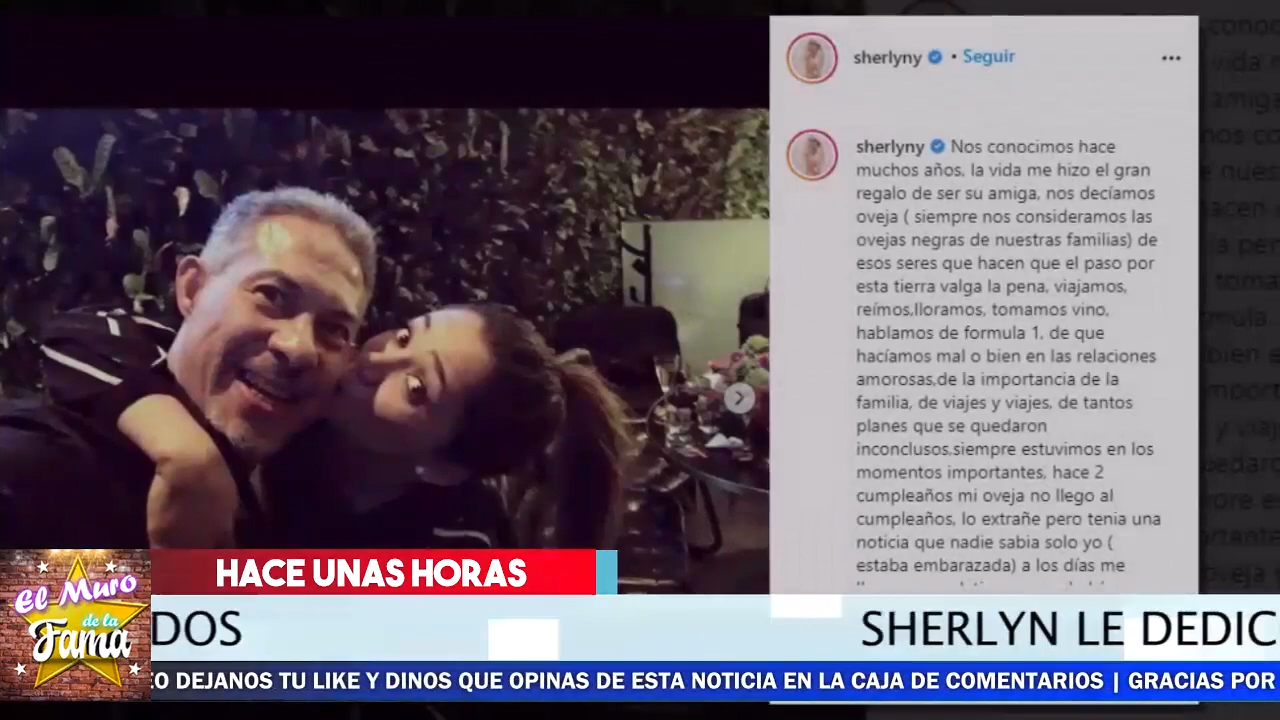 sherlyny • Seguir
sherlyny Nos conocimos hace
muchos años, la vida me hizo el gran
regalo de ser su amiga, nos decíamos
oveja ( siempre nos consideramos las
ovejas negras de nuestras familias) de
esos seres que hacen que el paso por
esta tierra valga la pena, viajamos,
reímos,lloramos, tomamos vino,
hablamos de formula 1, de que
hacíamos mal o bien en las relaciones
amorosas,de la importancia de la
familia, de viajes y viajes, de tantos
planes que se quedaron
inconclusos,siempre estuvimos en los
momentos importantes, hace 2
cumpleaños mi oveja no llego al
cumpleaños, lo extrañe pero tenia una
noticia que nadie sabia solo yo (
estaba embarazada) a los días me
HACE UNAS HORAS
El Muro
de la
Fama
DOS SHERLYN LE DEDIC
O DEJANOS TU LIKE Y DINOS QUE OPINAS DE ESTA NOTICIA EN LA CAJA DE COMENTARIOS | GRACIAS POR